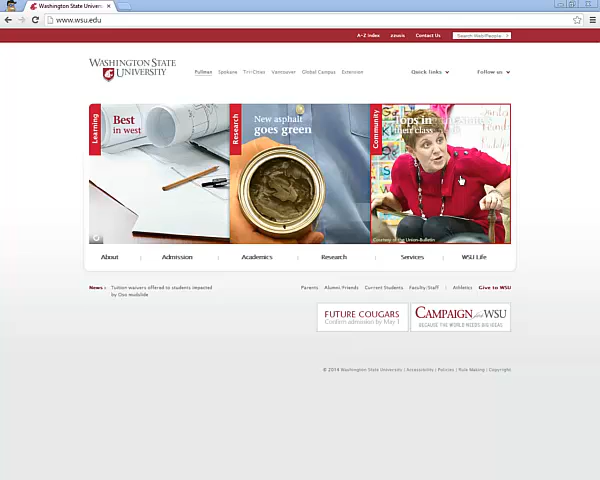 Washington State Univers
www.wsu.edu
A-Z Index zzusis Contact Us Search Web/People
WASHINGTON STATE
UNIVERSITY
Pullman Spokane Tri-Cities Vancouver Global Campus Extension Quick links Follow us
Learning
Best
in west
Research
New asphalt
goes green
Community
Tops in
their class
Courtesy of the Union-Bulletin
About Admission Academics Research Services WSU Life
News » Tuition waivers offered to students impacted
by Oso mudslide
Parents Alumni/Friends Current Students Faculty/Staff | Athletics Give to WSU
FUTURE COUGARS
Confirm admission by May 1
CAMPAIGN for WSU
BECAUSE THE WORLD NEEDS BIG IDEAS
© 2014 Washington State University | Accessibility | Policies | Rule Making | Copyright